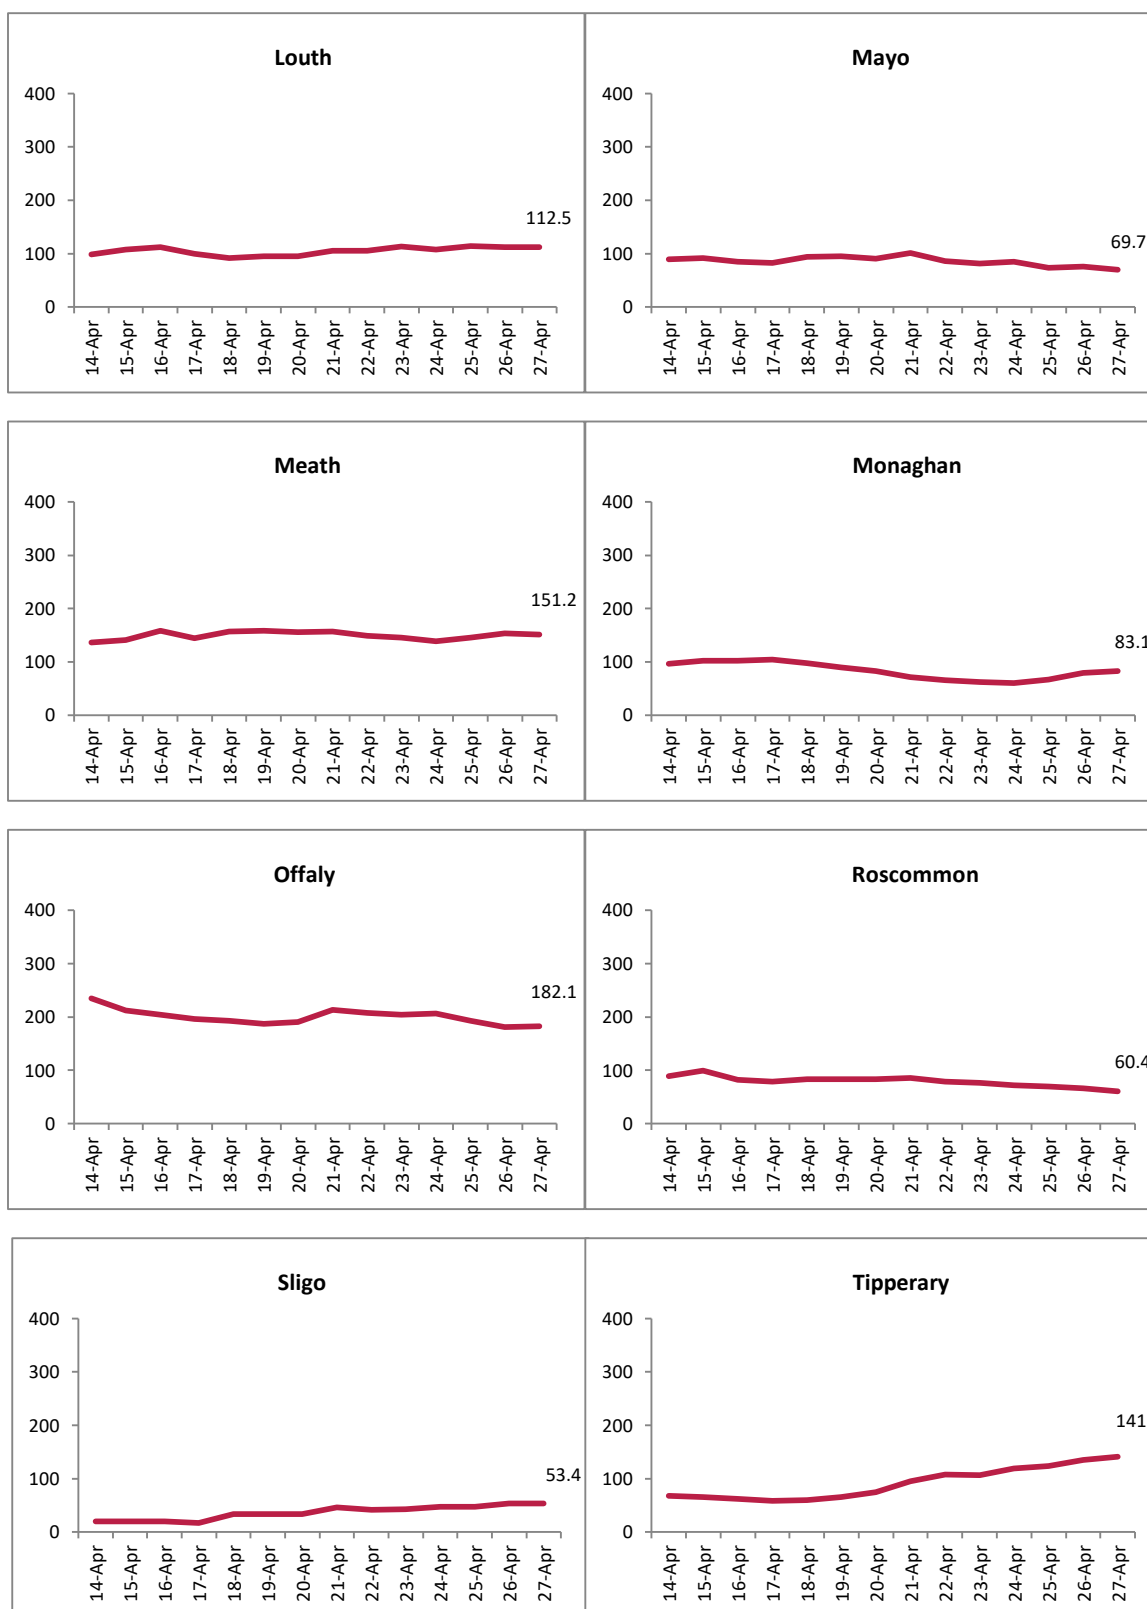 Louth
400
300
200
100
0
112.5
14-Apr
15-Apr
16-Apr
17-Apr
18-Apr
19-Apr
20-Apr
21-Apr
22-Apr
23-Apr
24-Apr
25-Apr
26-Apr
27-Apr
Mayo
400
300
200
100
0
69.7
14-Apr
15-Apr
16-Apr
17-Apr
18-Apr
19-Apr
20-Apr
21-Apr
22-Apr
23-Apr
24-Apr
25-Apr
26-Apr
27-Apr
Meath
400
300
200
100
0
151.2
14-Apr
15-Apr
16-Apr
17-Apr
18-Apr
19-Apr
20-Apr
21-Apr
22-Apr
23-Apr
24-Apr
25-Apr
26-Apr
27-Apr
Monaghan
400
300
200
100
0
83.1
14-Apr
15-Apr
16-Apr
17-Apr
18-Apr
19-Apr
20-Apr
21-Apr
22-Apr
23-Apr
24-Apr
25-Apr
26-Apr
27-Apr
Offaly
400
300
200
100
0
182.1
14-Apr
15-Apr
16-Apr
17-Apr
18-Apr
19-Apr
20-Apr
21-Apr
22-Apr
23-Apr
24-Apr
25-Apr
26-Apr
27-Apr
Roscommon
400
300
200
100
0
60.4
14-Apr
15-Apr
16-Apr
17-Apr
18-Apr
19-Apr
20-Apr
21-Apr
22-Apr
23-Apr
24-Apr
25-Apr
26-Apr
27-Apr
Sligo
400
300
200
100
0
53.4
14-Apr
15-Apr
16-Apr
17-Apr
18-Apr
19-Apr
20-Apr
21-Apr
22-Apr
23-Apr
24-Apr
25-Apr
26-Apr
27-Apr
Tipperary
400
300
200
100
0
141
14-Apr
15-Apr
16-Apr
17-Apr
18-Apr
19-Apr
20-Apr
21-Apr
22-Apr
23-Apr
24-Apr
25-Apr
26-Apr
27-Apr